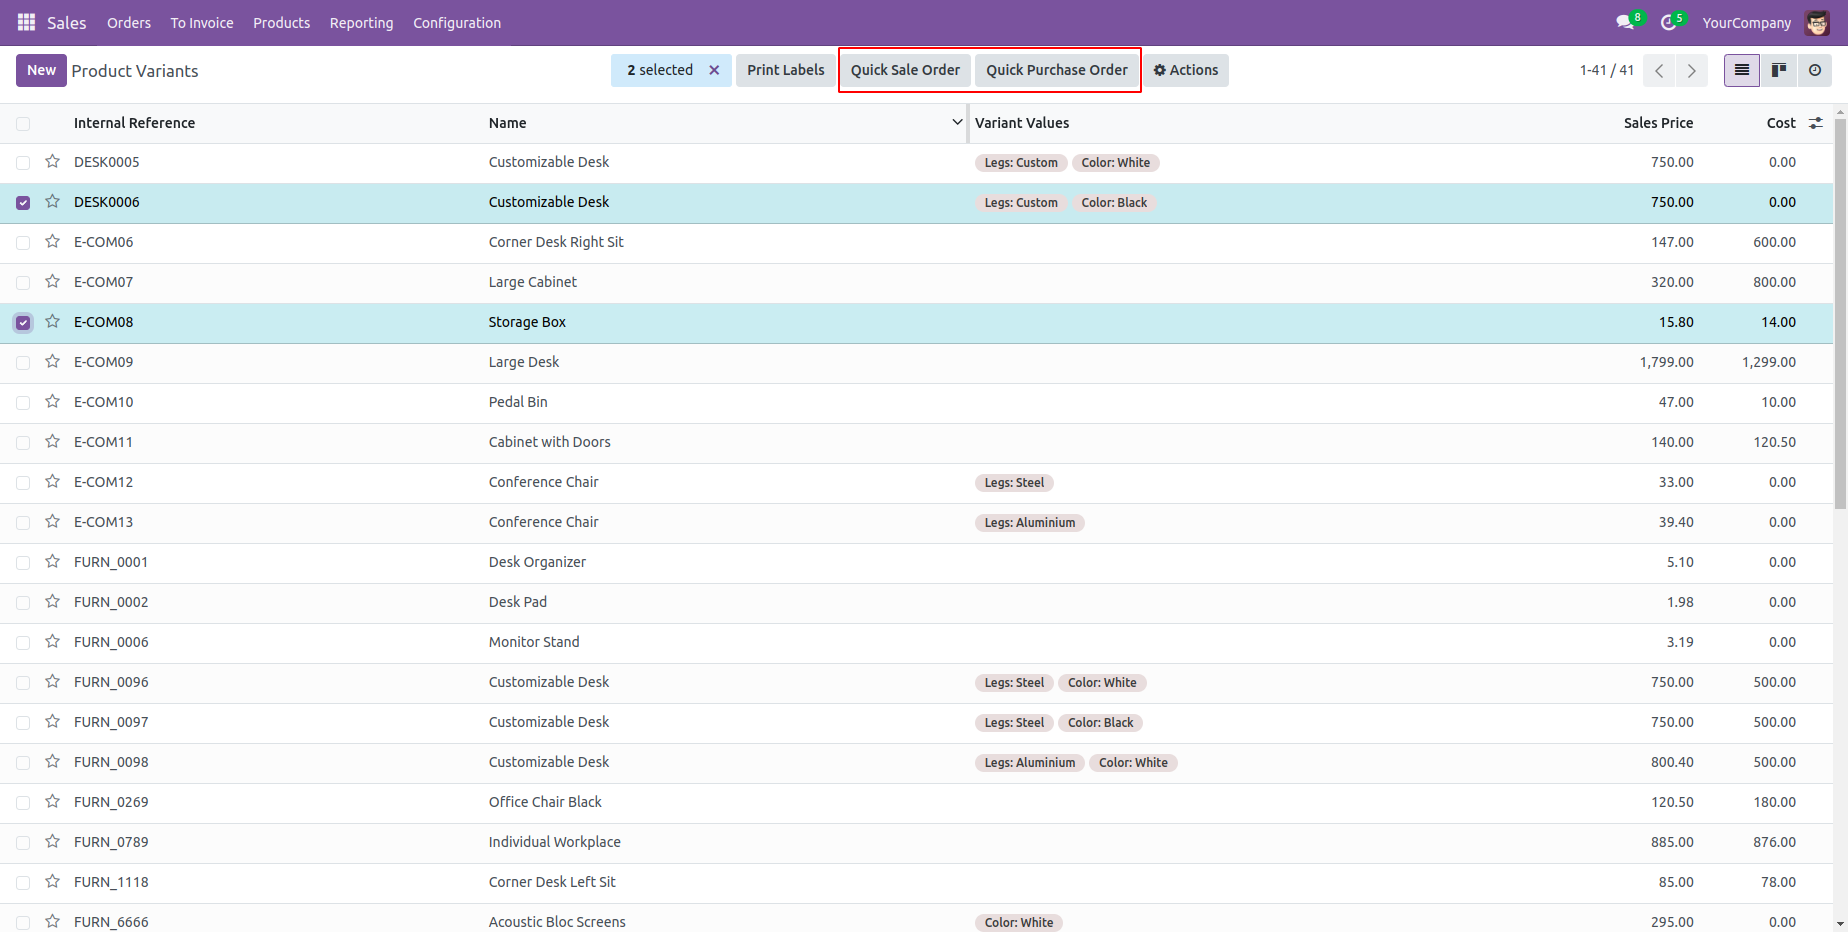 Sales Orders To Invoice Products Reporting Configuration 8 5 YourCompany
New Product Variants 2 selected × Print Labels Quick Sale Order Quick Purchase Order Actions 1-41 / 41
Internal Reference Name Variant Values Sales Price Cost
DESK0005 Customizable Desk Legs: Custom Color: White 750.00 0.00
DESK0006 Customizable Desk Legs: Custom Color: Black 750.00 0.00
E-COM06 Corner Desk Right Sit 147.00 600.00
E-COM07 Large Cabinet 320.00 800.00
E-COM08 Storage Box 15.80 14.00
E-COM09 Large Desk 1,799.00 1,299.00
E-COM10 Pedal Bin 47.00 10.00
E-COM11 Cabinet with Doors 140.00 120.50
E-COM12 Conference Chair Legs: Steel 33.00 0.00
E-COM13 Conference Chair Legs: Aluminium 39.40 0.00
FURN_0001 Desk Organizer 5.10 0.00
FURN_0002 Desk Pad 1.98 0.00
FURN_0006 Monitor Stand 3.19 0.00
FURN_0096 Customizable Desk Legs: Steel Color: White 750.00 500.00
FURN_0097 Customizable Desk Legs: Steel Color: Black 750.00 500.00
FURN_0098 Customizable Desk Legs: Aluminium Color: White 800.40 500.00
FURN_0269 Office Chair Black 120.50 180.00
FURN_0789 Individual Workplace 885.00 876.00
FURN_1118 Corner Desk Left Sit 85.00 78.00
FURN_6666 Acoustic Bloc Screens Color: White 295.00 0.00